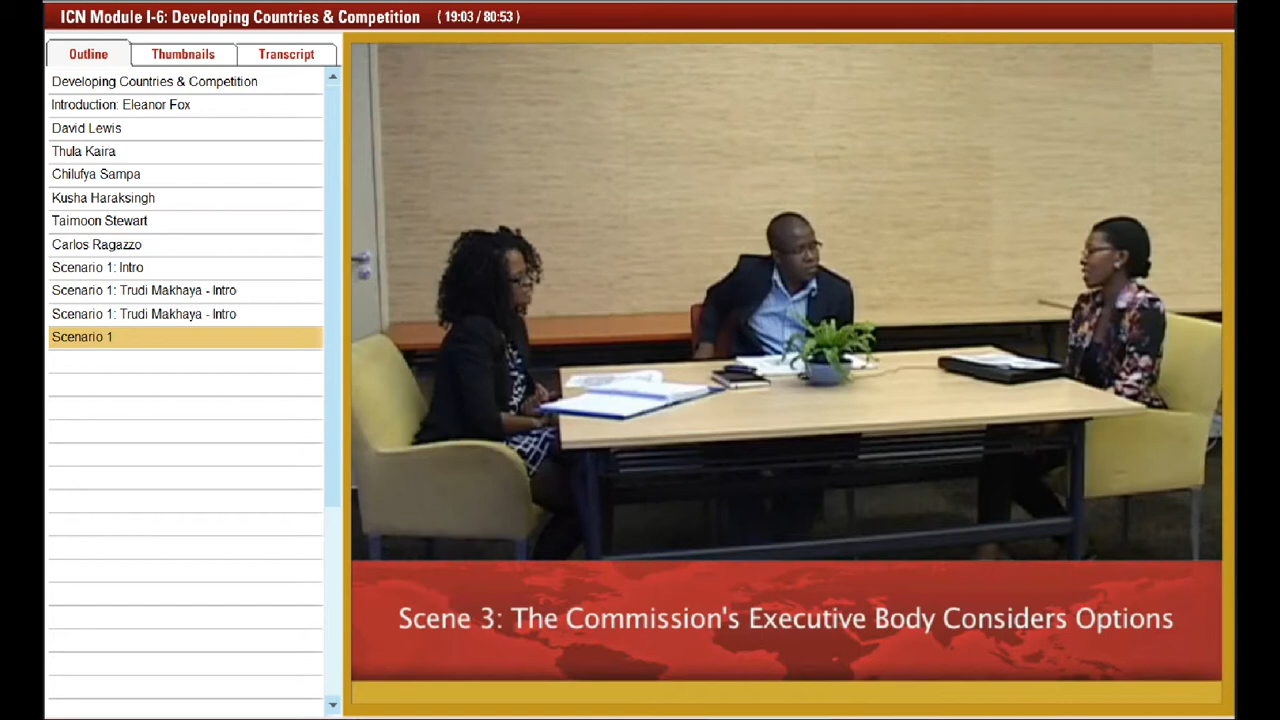 ICN Module I-6: Developing Countries & Competition (19:03 / 80:53)
Outline
Thumbnails
Transcript
Developing Countries & Competition
Introduction: Eleanor Fox
David Lewis
Thula Kaira
Chilufya Sampa
Kusha Haraksingh
Taimoon Stewart
Carlos Ragazzo
Scenario 1: Intro
Scenario 1: Trudi Makhaya - Intro
Scenario 1: Trudi Makhaya - Intro
Scenario 1
Scene 3: The Commission's Executive Body Considers Options